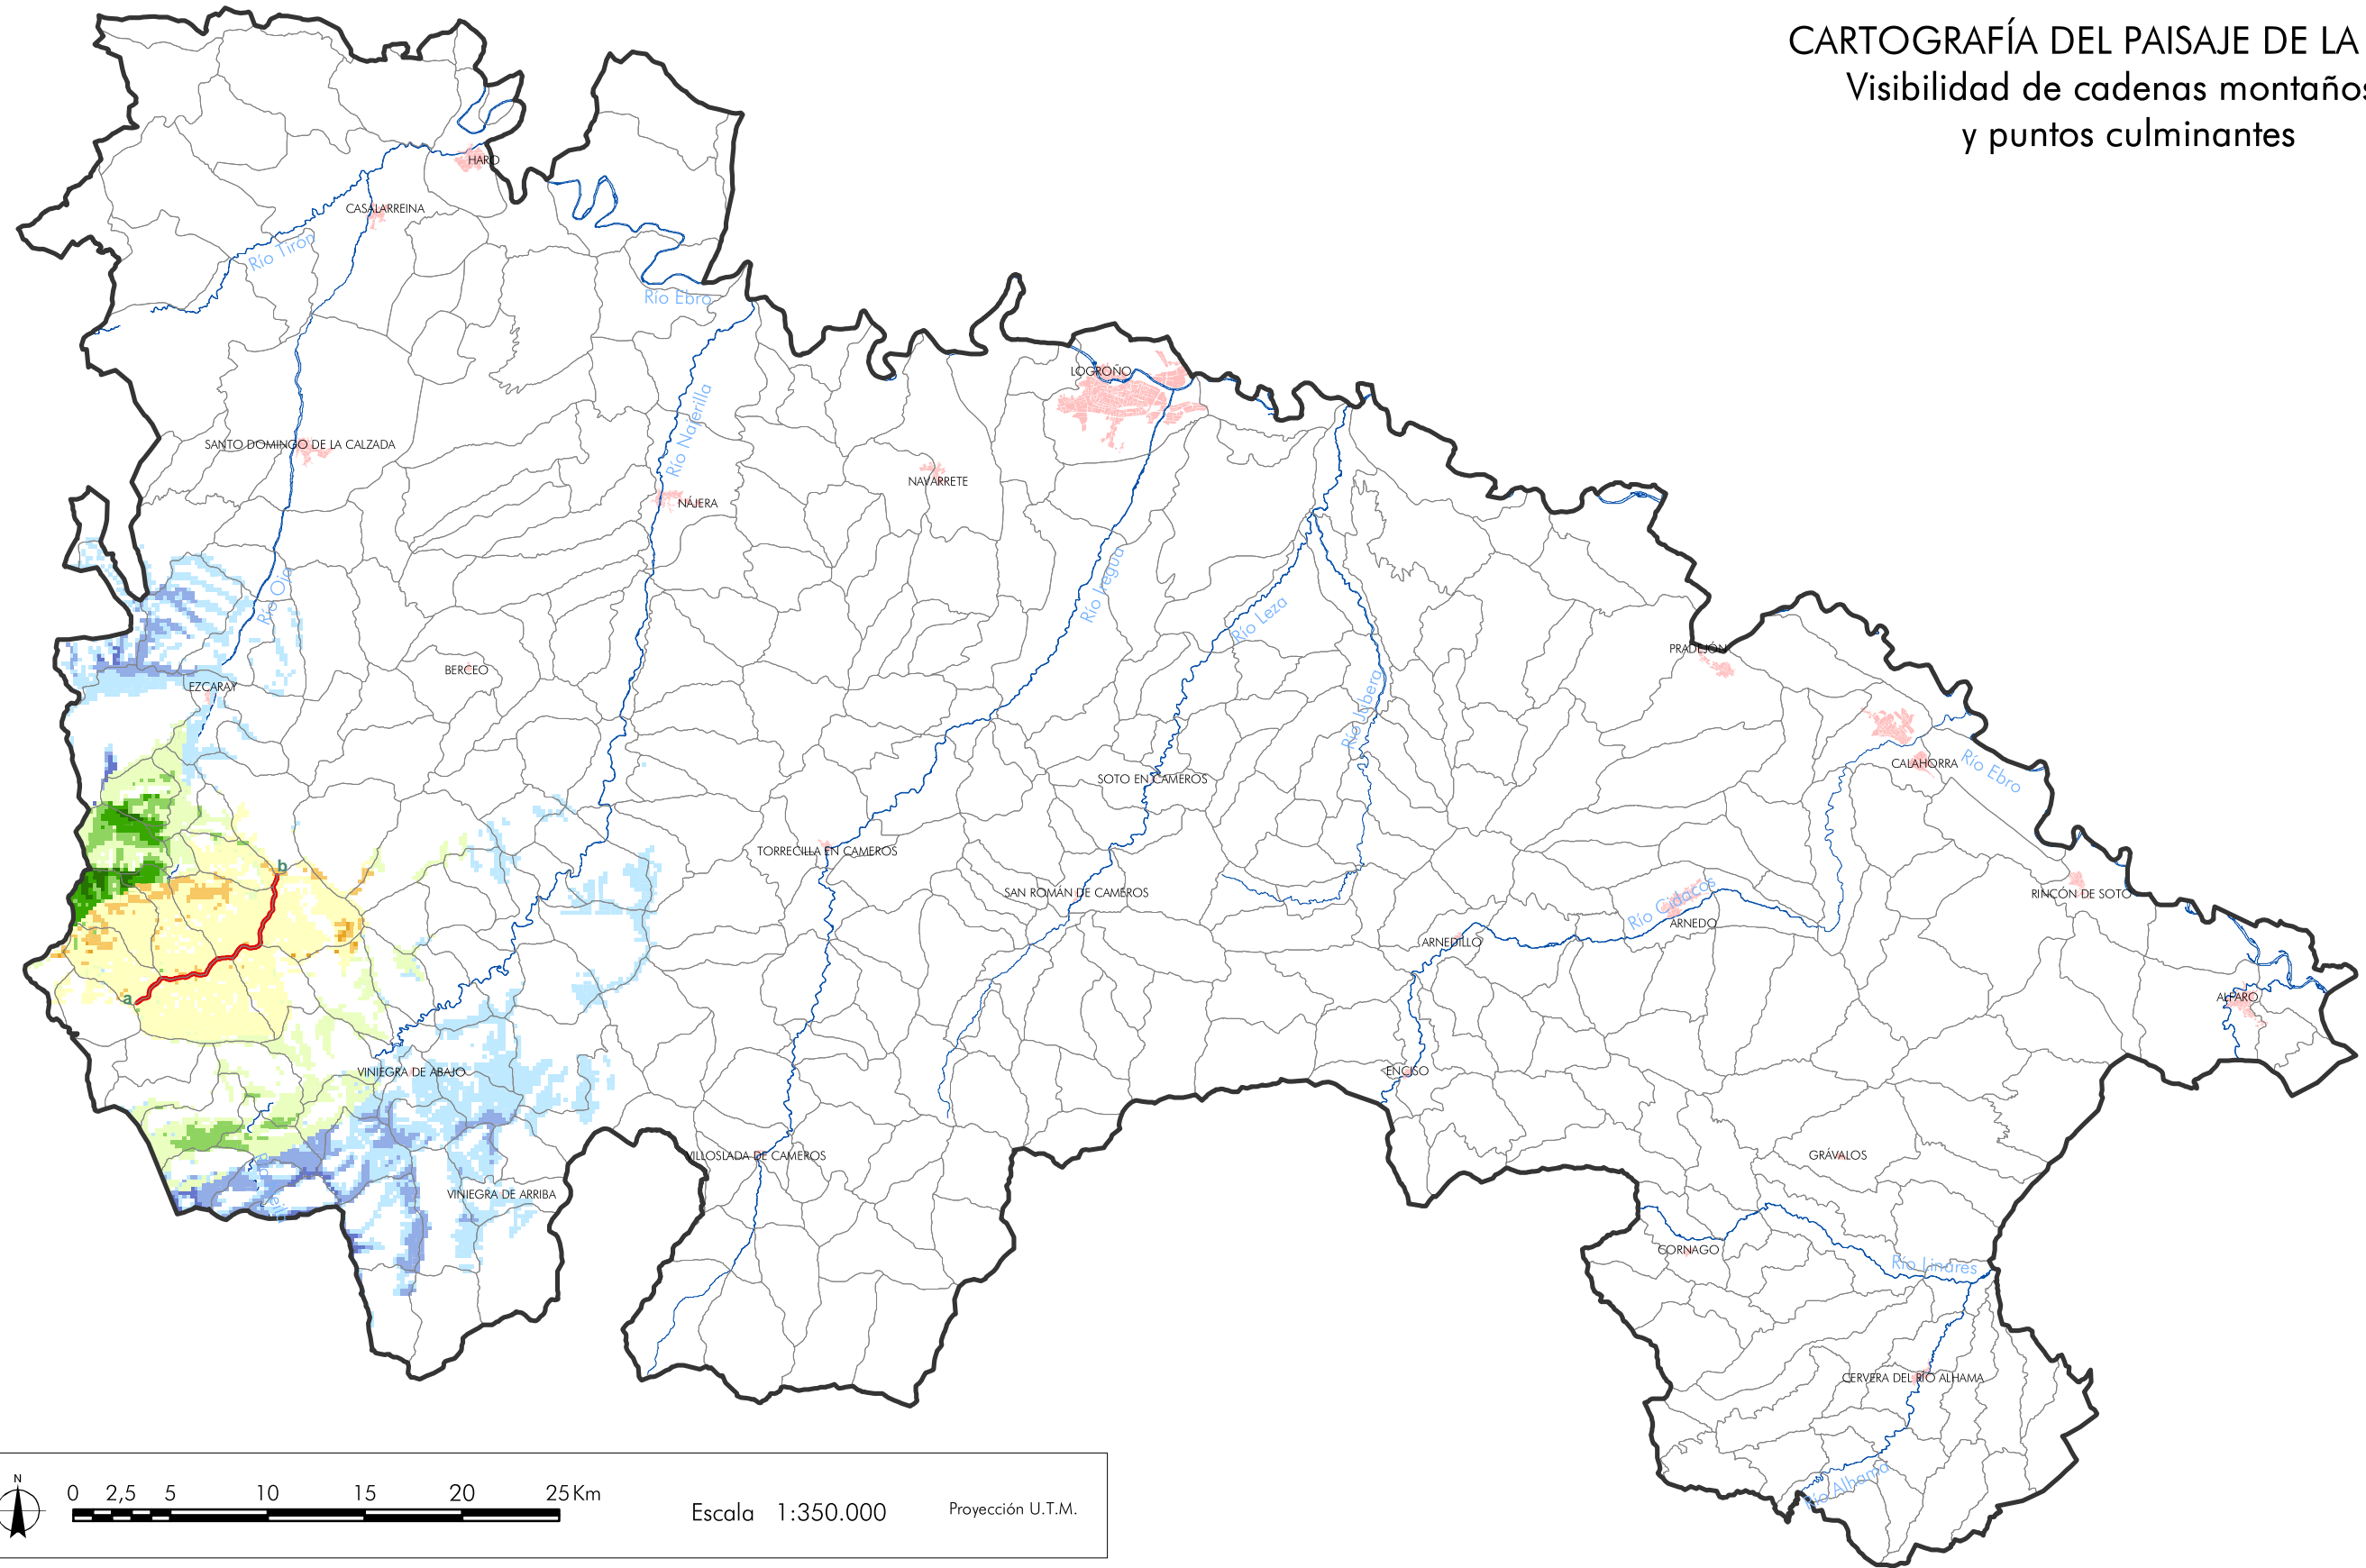 CARTOGRAFÍA DEL PAISAJE DE LA
Visibilidad de cadenas montaños
y puntos culminantes
HARO
CASALARREINA
Río Tirón
Río Ebro
LOGROÑO
Río Najerilla
SANTO DOMINGO DE LA CALZADA
NAVARRETE
NÁJERA
Río Oja
Río Iregua
Río Leza
PRADEJÓN
BERCEO
EZCARAY
Río Jubera
SOTO EN CAMEROS
CALAHORRA
Río Ebro
TORRECILLA EN CAMEROS
b
SAN ROMÁN DE CAMEROS
RINCÓN DE SOTO
Río Cidacos
ARNEDO
ARNEDILLO
a
ALFARO
VINIEGRA DE ABAJO
ENCISO
VILLOSLADA DE CAMEROS
GRÁVALOS
VINIEGRA DE ARRIBA
CORNAGO
Río Linares
CERVERA DEL RÍO ALHAMA
Río Alhama
N
0 2,5 5 10 15 20 25 Km
Escala 1:350.000
Proyección U.T.M.